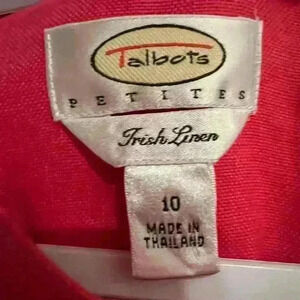 Talbots
PETITES
Irish Linen
10
MADE IN
THAILAND